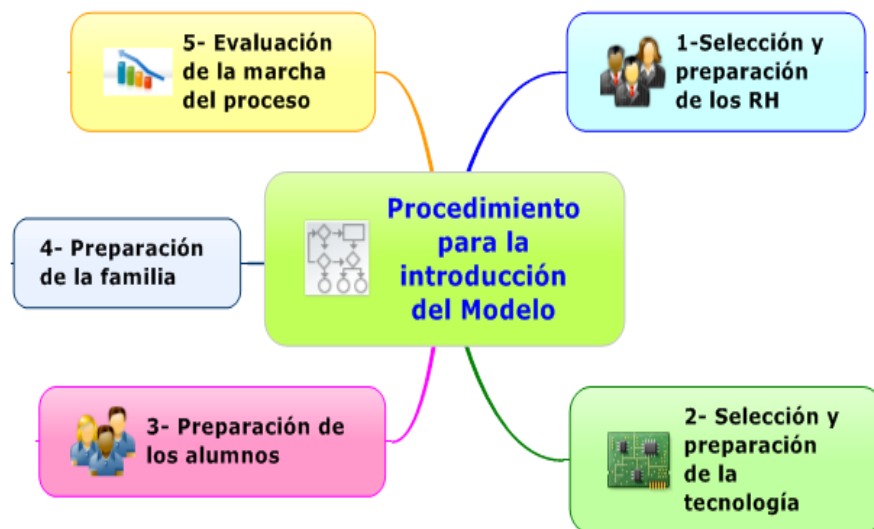 Procedimiento
para la
introducción
del Modelo
1-Selección y
preparación
de los RH
2- Selección y
preparación
de la
tecnología
3- Preparación de
los alumnos
4- Preparación
de la familia
5- Evaluación
de la marcha
del proceso